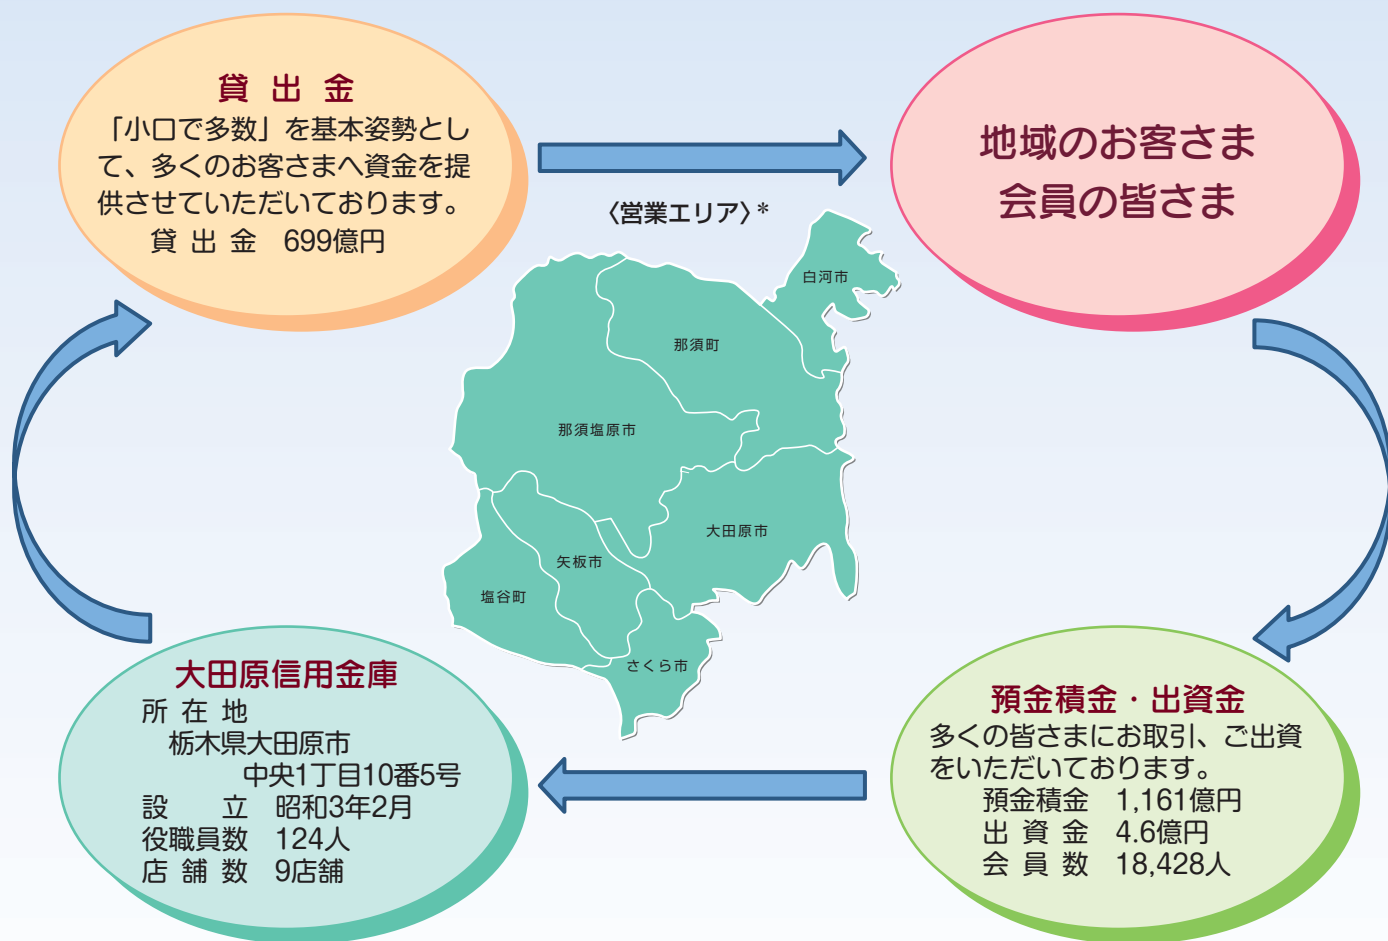 貸 出 金
「小口で多数」を基本姿勢とし
て、多くのお客さまへ資金を提
供させていただいております。
貸 出 金 699億円
地域のお客さま
会員の皆さま
〈営業エリア〉*
白河市
那須町
那須塩原市
大田原市
矢板市
塩谷町
さくら市
大田原信用金庫
所 在 地
栃木県大田原市
中央1丁目10番5号
設 立 昭和3年2月
役職員数 124人
店 舗 数 9店舗
預金積金・出資金
多くの皆さまにお取引、ご出資
をいただいております。
預金積金 1,161億円
出 資 金 4.6億円
会 員 数 18,428人